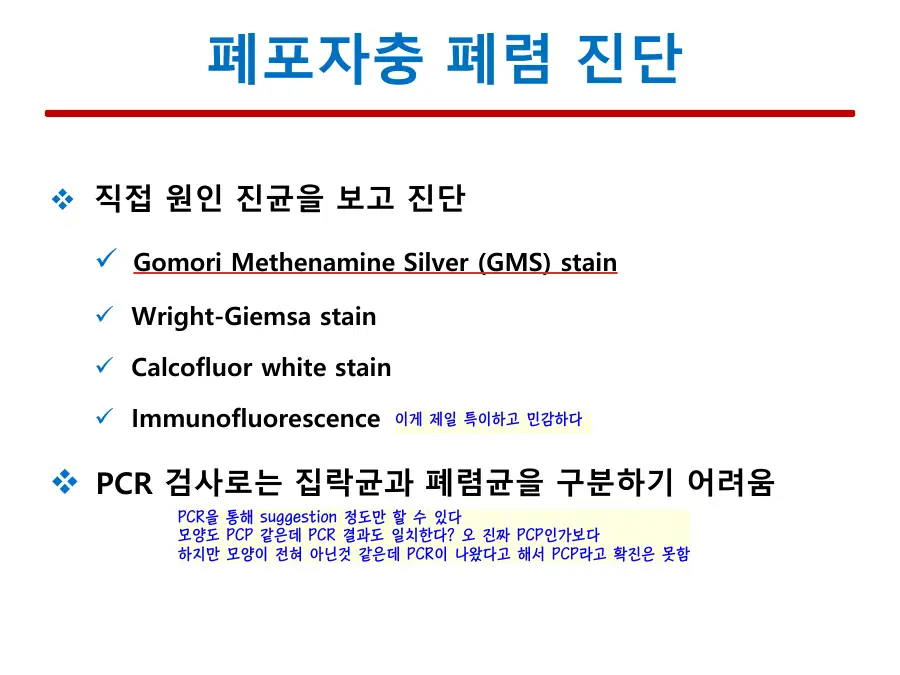 폐포자충 폐렴 진단
직접 원인 진균을 보고 진단
Gomori Methenamine Silver (GMS) stain
Wright-Giemsa stain
Calcofluor white stain
Immunofluorescence 이게 제일 특이하고 민감하다
PCR 검사로는 집락균과 폐렴균을 구분하기 어려움
PCR을 통해 suggestion 정도만 할 수 있다
모양도 PCP 같은데 PCR 결과도 일치한다? 오 진짜 PCP인가보다
하지만 모양이 전혀 아닌것 같은데 PCR이 나왔다고 해서 PCP라고 확진은 못함